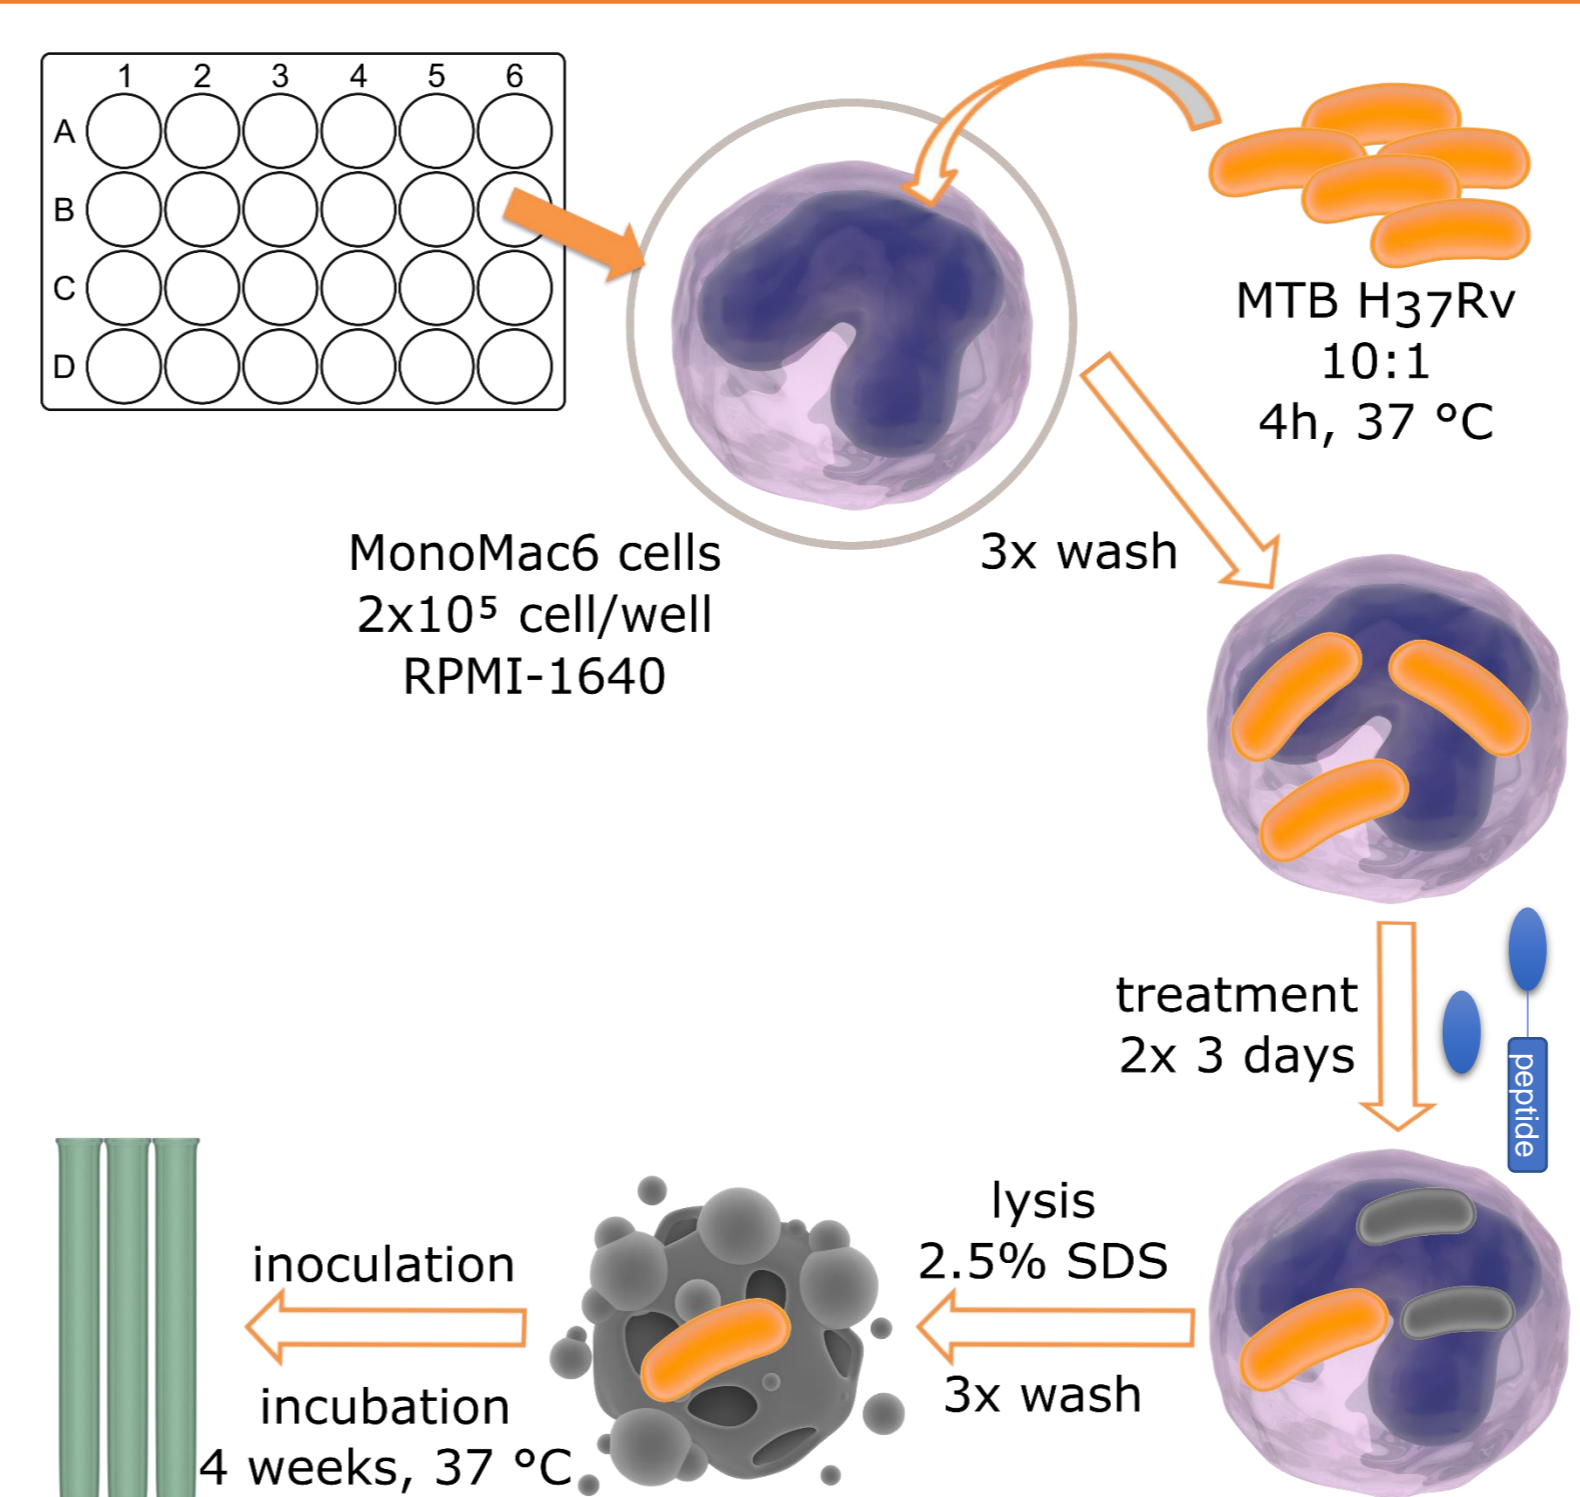 1 2 3 4 5 6
A
B
C
D
MTB H37Rv
10:1
4h, 37 °C
MonoMac6 cells
2x10⁵ cell/well
RPMI-1640
3x wash
treatment
2x 3 days
peptide
lysis
2.5% SDS
3x wash
inoculation
incubation
4 weeks, 37 °C